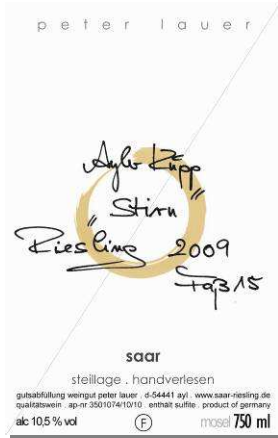 peter lauer
Ayler Kupp
"Stirn"
Riesling 2009
Faß 15
saar
steillage . handverlesen
gutsabfüllung weingut peter lauer . d-54441 ayl . www.saar-riesling.de
qualitätswein . ap-nr 3501074/10/10 . enthält sulfite . product of germany
alc 10,5 % vol F mosel 750 ml